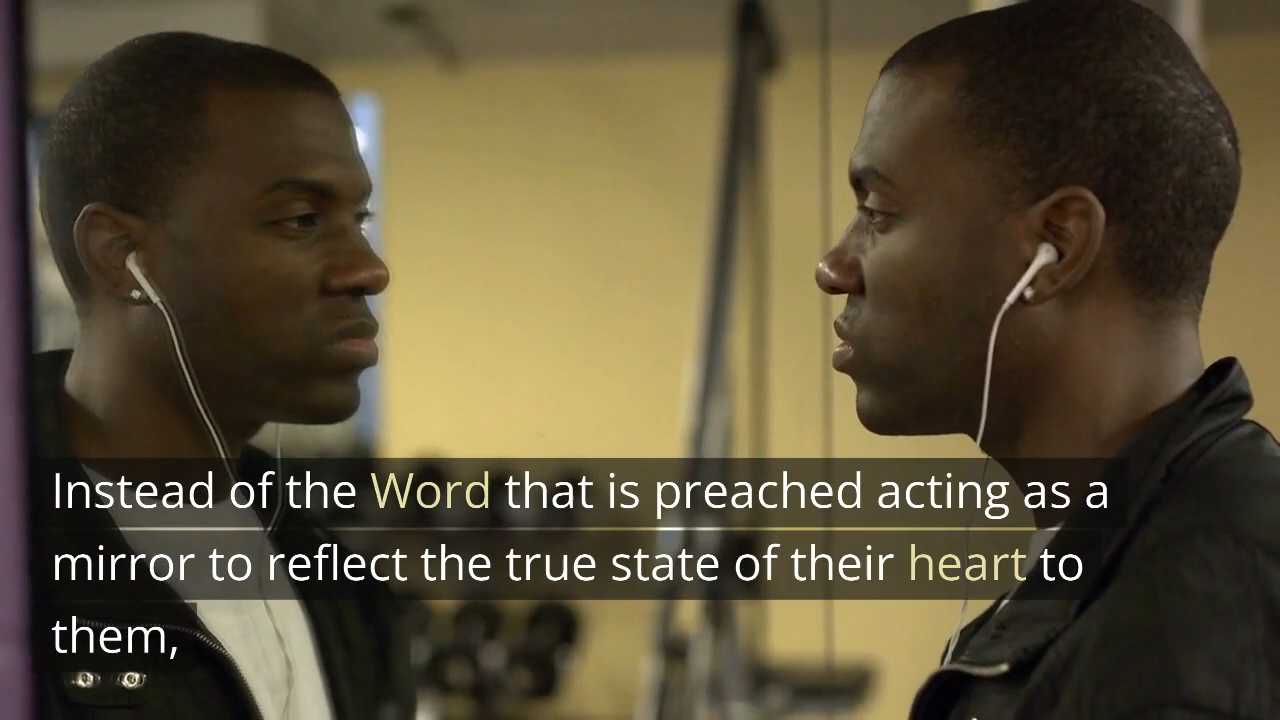 Instead of the Word that is preached acting as a
mirror to reflect the true state of their heart to
them,